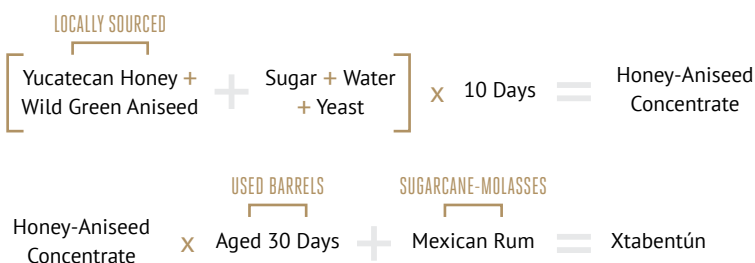 LOCALLY SOURCED
Yucatecan Honey + Sugar + Water
Wild Green Aniseed + + Yeast x 10 Days = Honey-Aniseed
Concentrate
USED BARRELS SUGARCANE-MOLASSES
Honey-Aniseed
Concentrate x Aged 30 Days + Mexican Rum = Xtabentún